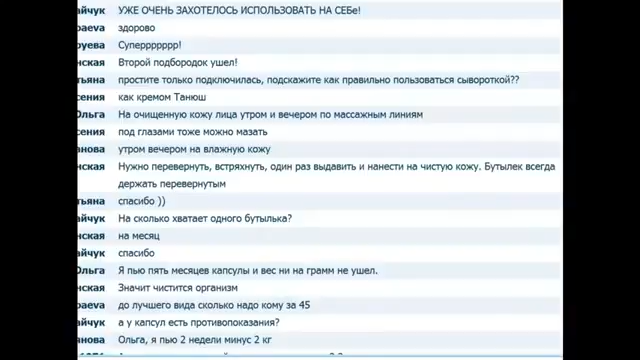 айчук УЖЕ ОЧЕНЬ ЗАХОТЕЛОСЬ ИСПОЛЬЗОВАТЬ НА СЕБе!
раева здорово
руева Суперррррр!
нская Второй подбородок ушел!
тьяна простите только подключилась, подскажите как правильно пользоваться сывороткой??
сения как кремом Танюш
Ольга На очищенную кожу лица утром и вечером по массажным линиям
сения под глазами тоже можно мазать
анова утром вечером на влажную кожу
нская Нужно перевернуть, встряхнуть, один раз выдавить и нанести на чистую кожу. Бутылек всегда
держать перевернутым
тьяна спасибо ))
айчук На сколько хватает одного бутылька?
нская на месяц
айчук спасибо
Ольга Я пью пять месяцев капсулы и вес ни на грамм не ушел.
нская Значит чистится организм
раева до лучшего вида сколько надо кому за 45
айчук а у капсул есть противопоказания?
янова Ольга, я пью 2 недели минус 2 кг